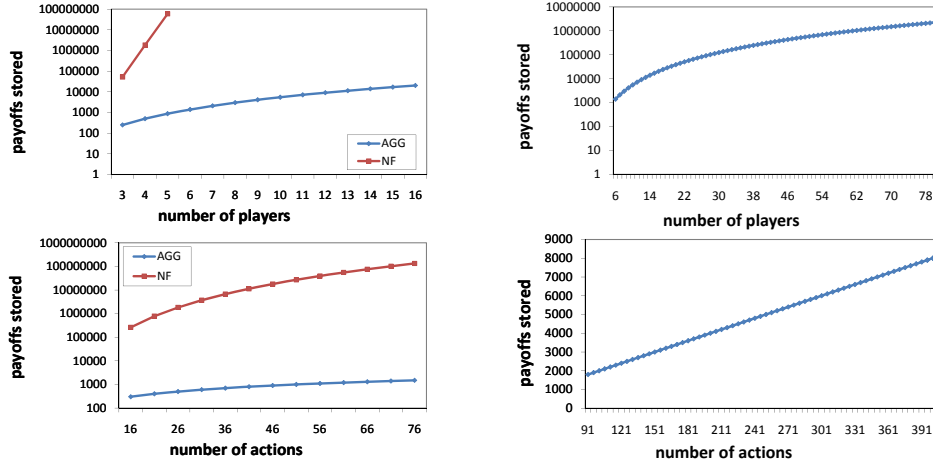 payoffs stored
100000000
10000000
1000000
100000
10000
1000
100
10
1
AGG
NF
3 4 5 6 7 8 9 10 11 12 13 14 15 16
number of players
payoffs stored
10000000
1000000
100000
10000
1000
100
10
1
6 14 22 30 38 46 54 62 70 78
number of players
payoffs stored
1000000000
100000000
10000000
1000000
100000
10000
1000
100
AGG
NF
16 26 36 46 56 66 76
number of actions
payoffs stored
9000
8000
7000
6000
5000
4000
3000
2000
1000
0
91 121 151 181 211 241 271 301 331 361 391
number of actions